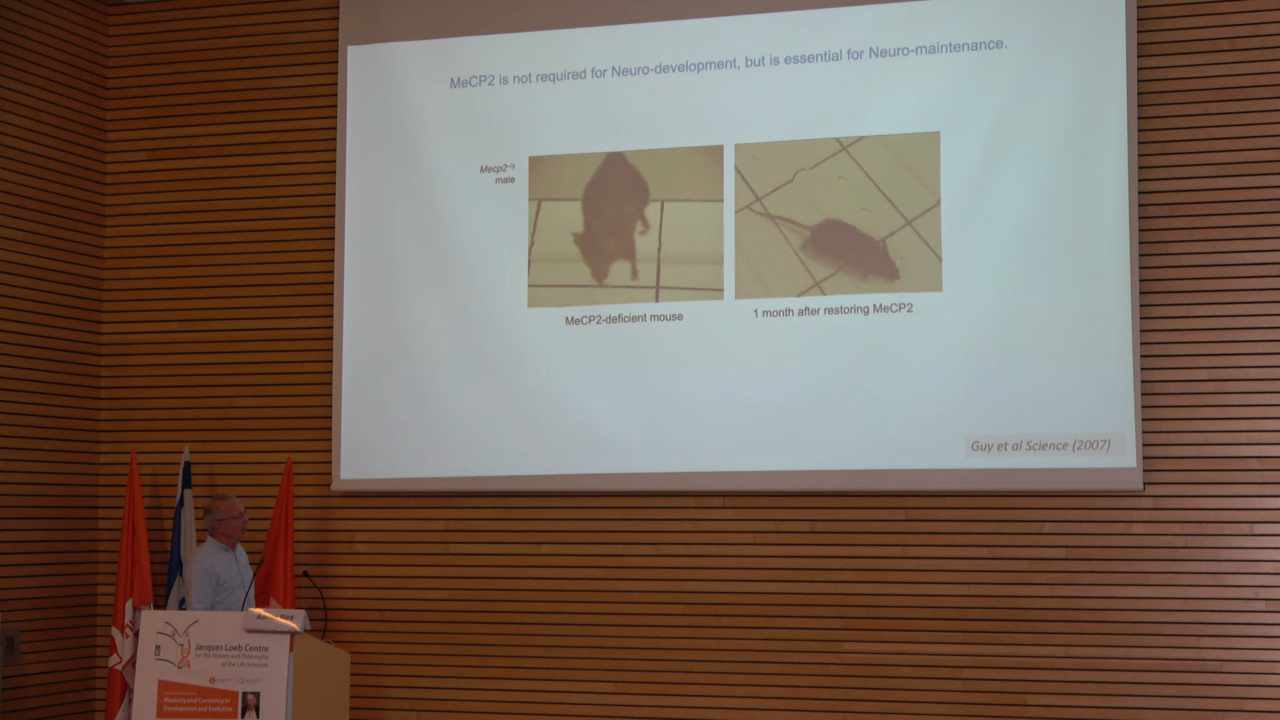 MeCP2 is not required for Neuro-development, but is essential for Neuro-maintenance.
Mecp2-/y
male
MeCP2-deficient mouse
1 month after restoring MeCP2
Guy et al Science (2007)
Bird
Jacques Loeb Centre
for the History and Philosophy
of the Life Sciences
Plasticity and Constancy in
Development and Evolution